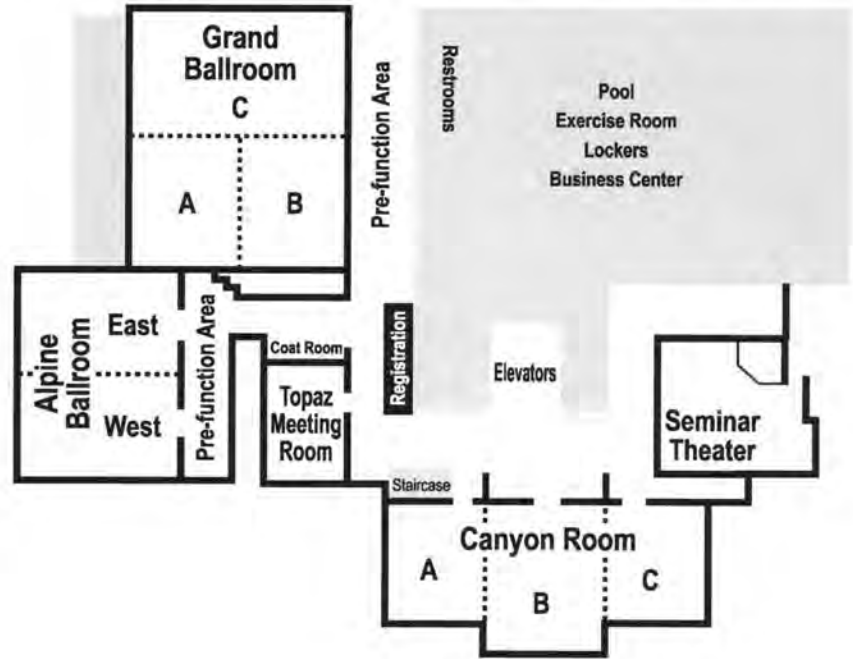 Grand
Ballroom
C
A
B
Pre-function Area
Restrooms
Pool
Exercise Room
Lockers
Business Center
Alpine
Ballroom
East
West
Pre-function Area
Coat Room
Topaz
Meeting
Room
Registration
Elevators
Seminar
Theater
Staircase
Canyon Room
A
B
C